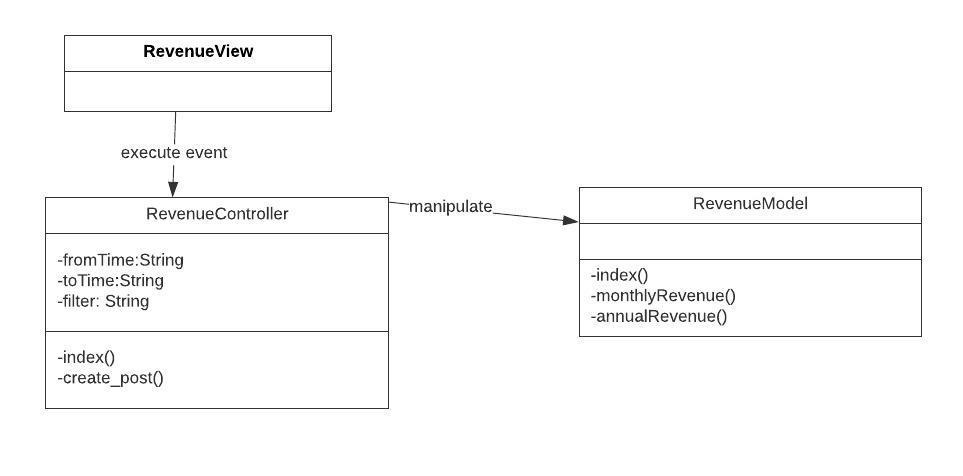 RevenueView
execute event
RevenueController
-fromTime:String
-toTime:String
-filter: String
-index()
-create_post()
manipulate
RevenueModel
-index()
-monthlyRevenue()
-annualRevenue()